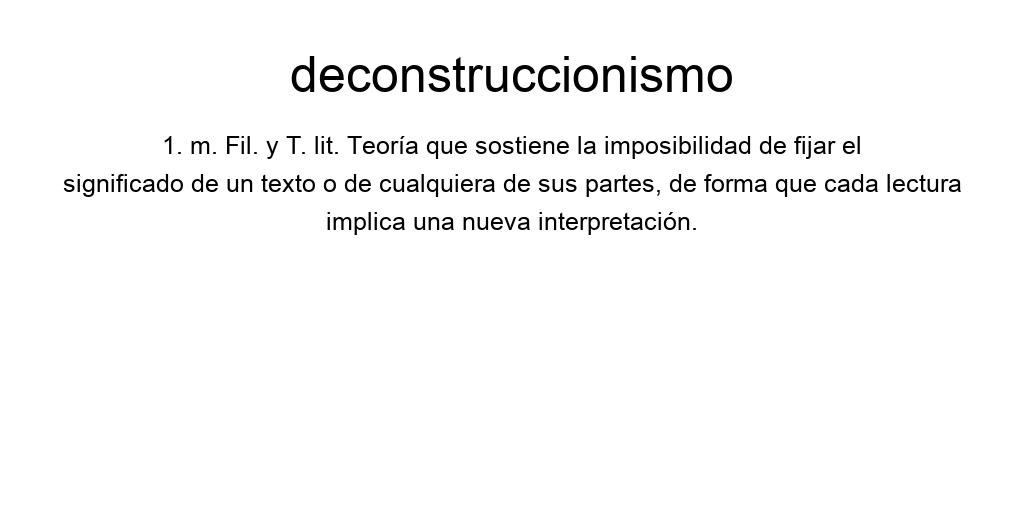 deconstruccionismo
1. m. Fil. y T. lit. Teoría que sostiene la imposibilidad de fijar el
significado de un texto o de cualquiera de sus partes, de forma que cada lectura
implica una nueva interpretación.